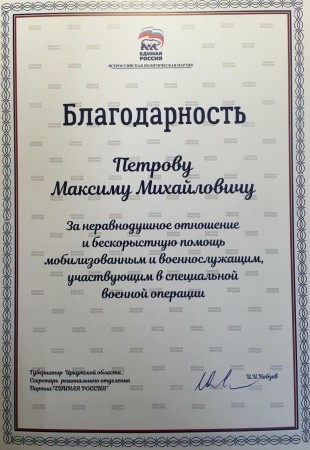 ЕДИНАЯ
РОССИЯ
ВСЕРОССИЙСКАЯ ПОЛИТИЧЕСКАЯ ПАРТИЯ
Благодарность
Петрову
Максиму Михайловичу
За неравнодушное отношение
и бескорыстную помощь
мобилизованным и военнослужащим,
участвующим в специальной
военной операции
Губернатор Иркутской области,
Секретарь регионального отделения
Партии "ЕДИНАЯ РОССИЯ"
И.И.Кобзев